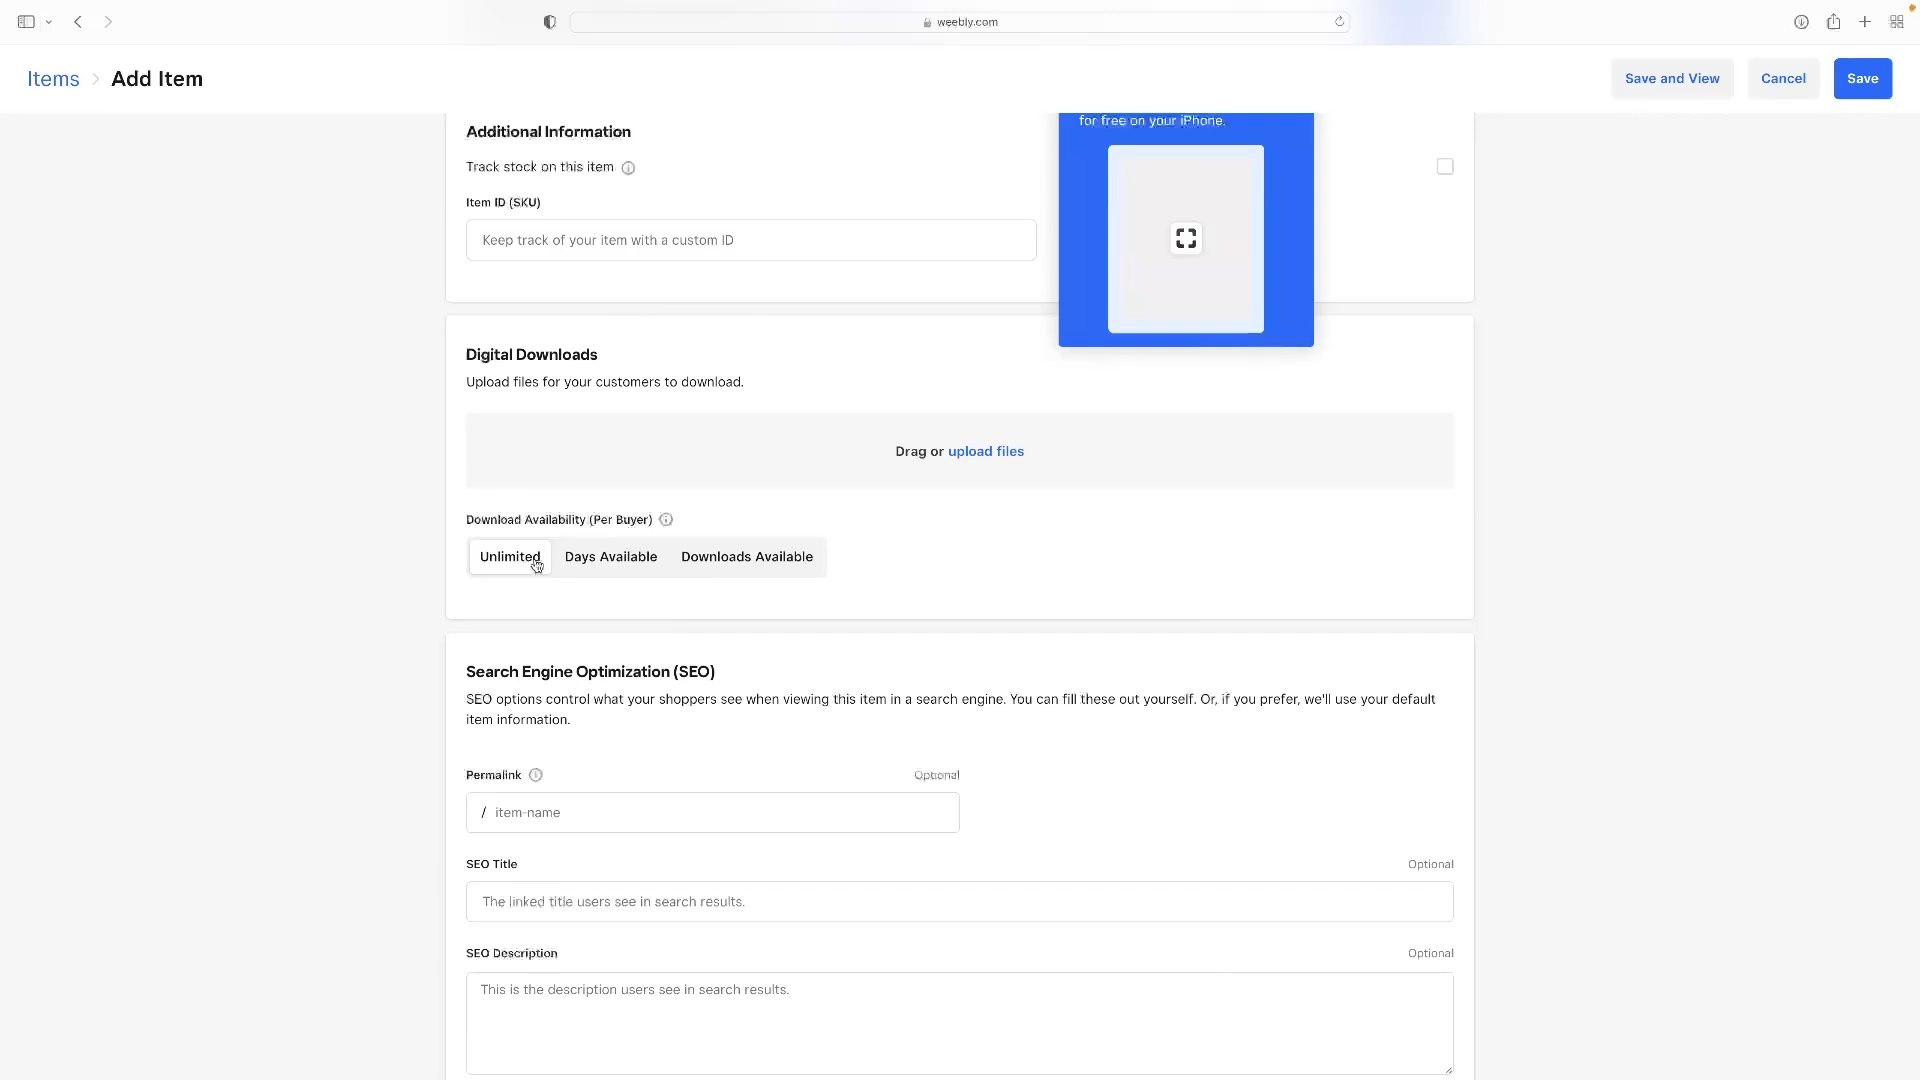 weebly.com
Items > Add Item
Save and View
Cancel
Save
for free on your iPhone.
Additional Information
Track stock on this item
Item ID (SKU)
Keep track of your item with a custom ID
Digital Downloads
Upload files for your customers to download.
Drag or upload files
Download Availability (Per Buyer)
Unlimited
Days Available
Downloads Available
Search Engine Optimization (SEO)
SEO options control what your shoppers see when viewing this item in a search engine. You can fill these out yourself. Or, if you prefer, we'll use your default
item information.
Permalink
Optional
/ item-name
SEO Title
Optional
The linked title users see in search results.
SEO Description
Optional
This is the description users see in search results.